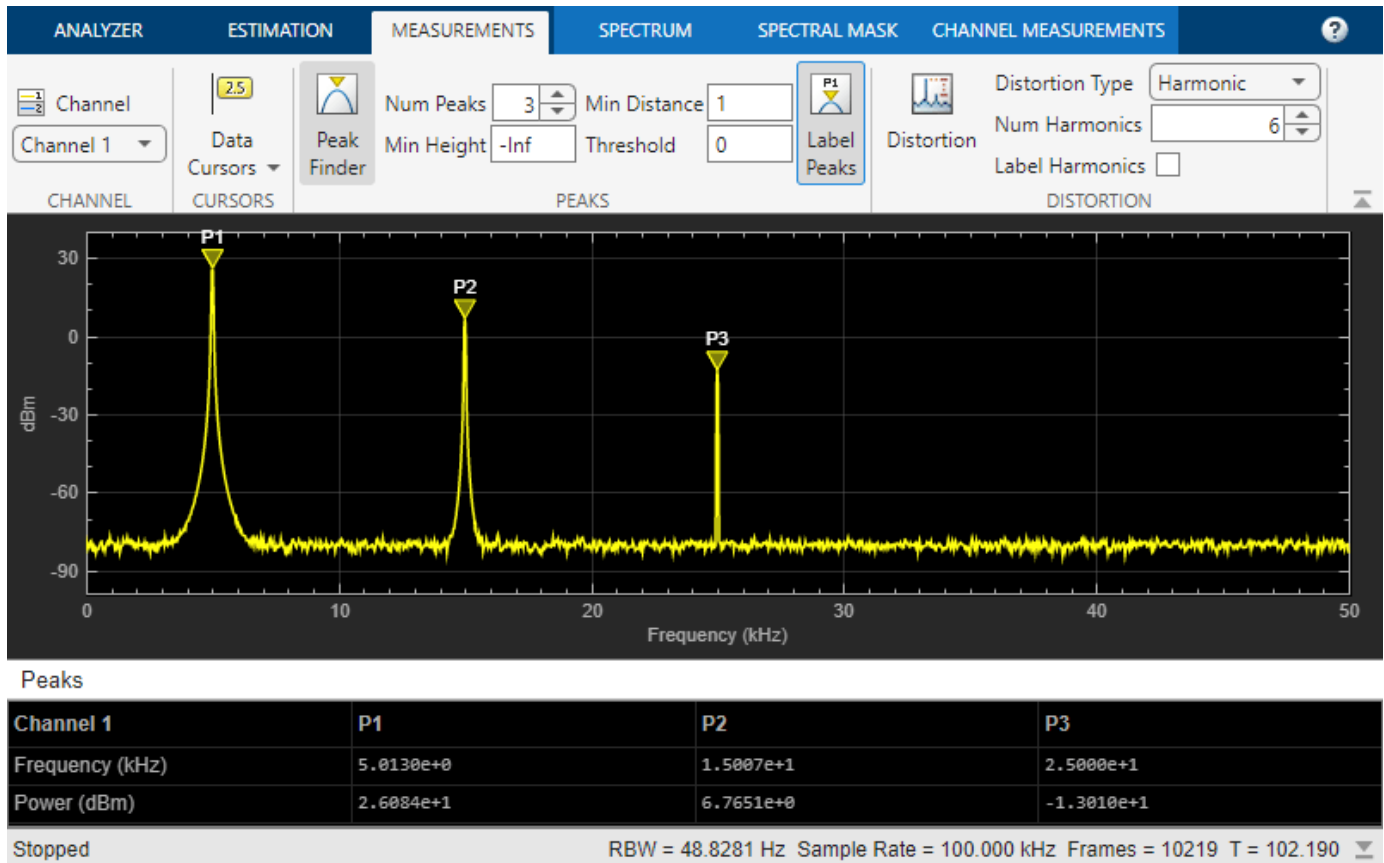 ANALYZER ESTIMATION MEASUREMENTS SPECTRUM SPECTRAL MASK CHANNEL MEASUREMENTS ?
1 2 Channel
Channel 1
CHANNEL
2.5
Data
Cursors
CURSORS
Peak
Finder
Num Peaks 3 Min Distance 1
Min Height -Inf Threshold 0
P1
Label
Peaks
PEAKS
Distortion
Distortion Type Harmonic
Num Harmonics 6
Label Harmonics
DISTORTION
P1
P2
P3
30
0
-30
-60
-90
dBm
0 10 20 30 40 50
Frequency (kHz)
Peaks
Channel 1 P1 P2 P3
Frequency (kHz) 5.0130e+0 1.5007e+1 2.5000e+1
Power (dBm) 2.6084e+1 6.7651e+0 -1.3010e+1
Stopped RBW = 48.8281 Hz Sample Rate = 100.000 kHz Frames = 10219 T = 102.190